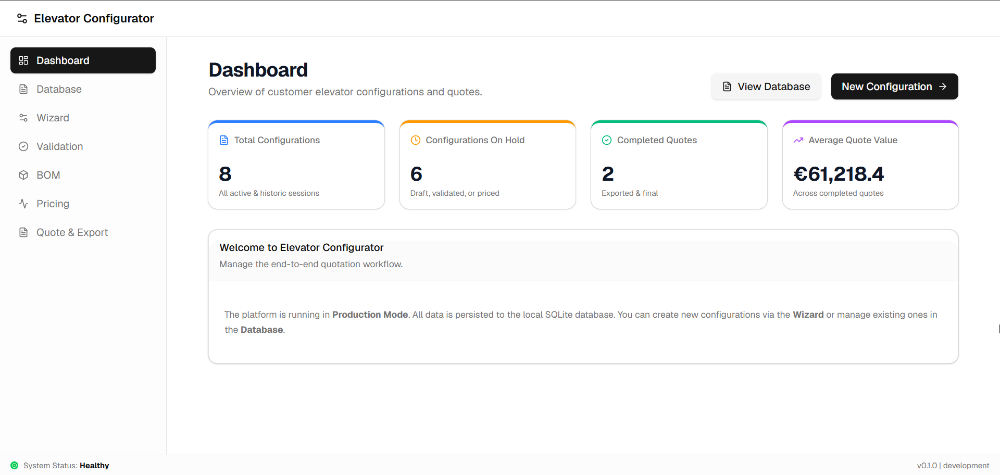 Elevator Configurator
Dashboard
Database
Wizard
Validation
BOM
Pricing
Quote & Export
Dashboard
Overview of customer elevator configurations and quotes.
View Database
New Configuration
Total Configurations
8
All active & historic sessions
Configurations On Hold
6
Draft, validated, or priced
Completed Quotes
2
Exported & final
Average Quote Value
€61,218.4
Across completed quotes
Welcome to Elevator Configurator
Manage the end-to-end quotation workflow.
The platform is running in Production Mode. All data is persisted to the local SQLite database. You can create new configurations via the Wizard or manage existing ones in
the Database.
System Status: Healthy
v0.1.0 | development